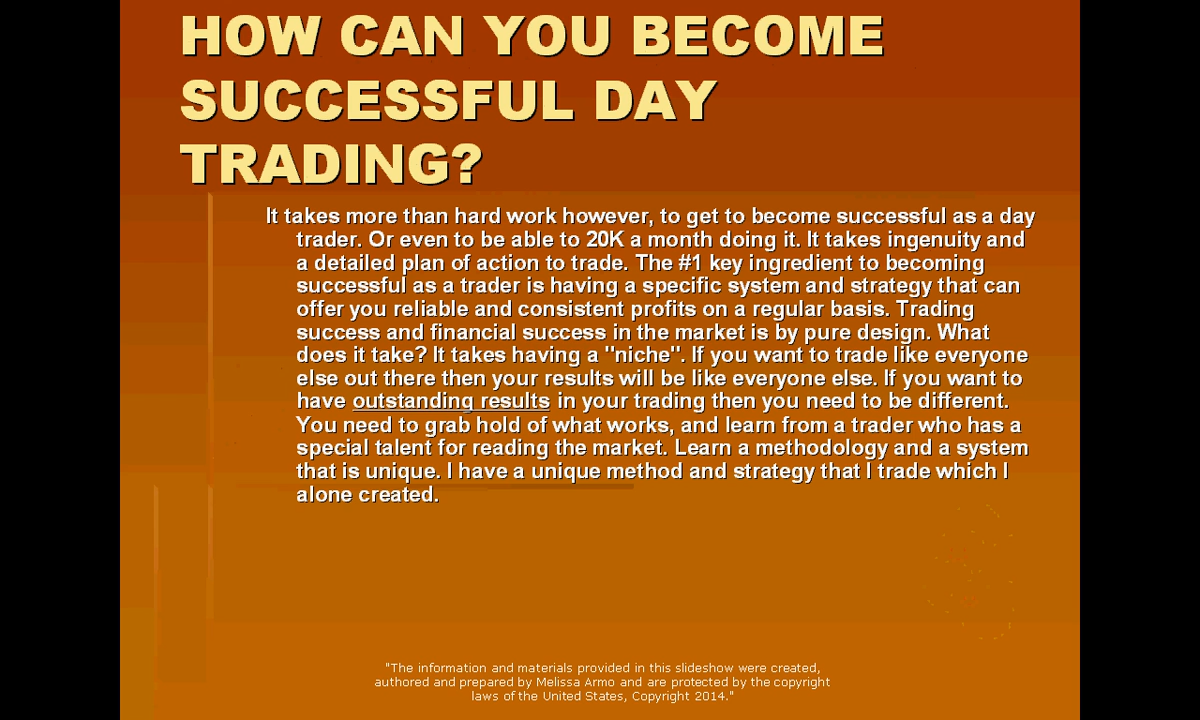 HOW CAN YOU BECOME
SUCCESSFUL DAY
TRADING?
It takes more than hard work however, to get to become successful as a day
trader. Or even to be able to 20K a month doing it. It takes ingenuity and
a detailed plan of action to trade. The #1 key ingredient to becoming
successful as a trader is having a specific system and strategy that can
offer you reliable and consistent profits on a regular basis. Trading
success and financial success in the market is by pure design. What
does it take? It takes having a "niche". If you want to trade like everyone
else out there then your results will be like everyone else. If you want to
have outstanding results in your trading then you need to be different.
You need to grab hold of what works, and learn from a trader who has a
special talent for reading the market. Learn a methodology and a system
that is unique. I have a unique method and strategy that I trade which I
alone created.
"The information and materials provided in this slideshow were created,
authored and prepared by Melissa Armo and are protected by the copyright
laws of the United States, Copyright 2014."